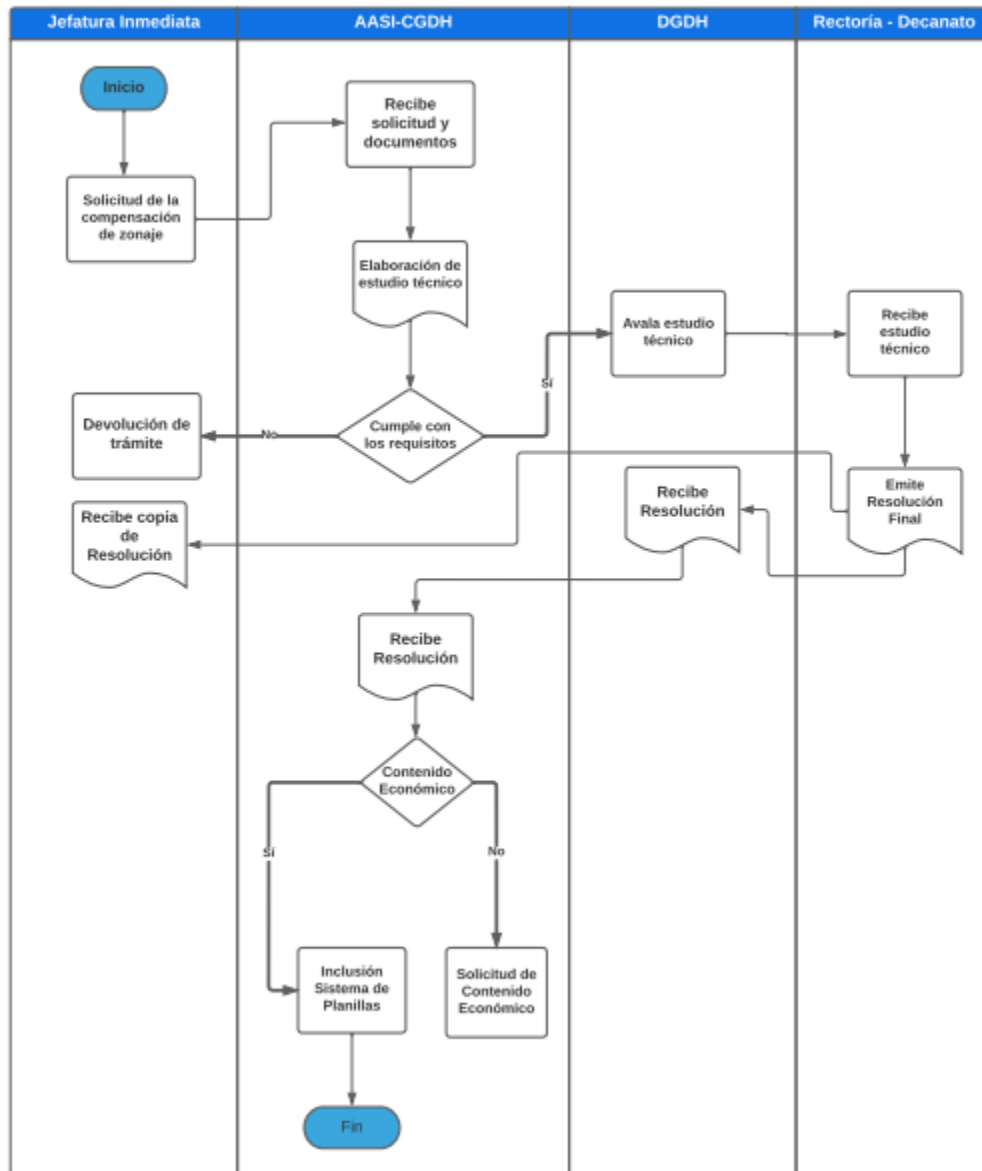 Jefatura Inmediata
AASI-CGDH
DGDH
Rectoría - Decanato
Inicio
Recibe
solicitud y
documentos
Solicitud de la
compensación
de zonaje
Elaboración de
estudio técnico
Avala estudio
técnico
Recibe
estudio
técnico
Sí
Cumple con
los requisitos
No
Devolución de
trámite
Recibe
Resolución
Emite
Resolución
Final
Recibe copia
de
Resolución
Recibe
Resolución
Contenido
Económico
Sí
No
Inclusión
Sistema de
Planillas
Solicitud de
Contenido
Económico
Fin